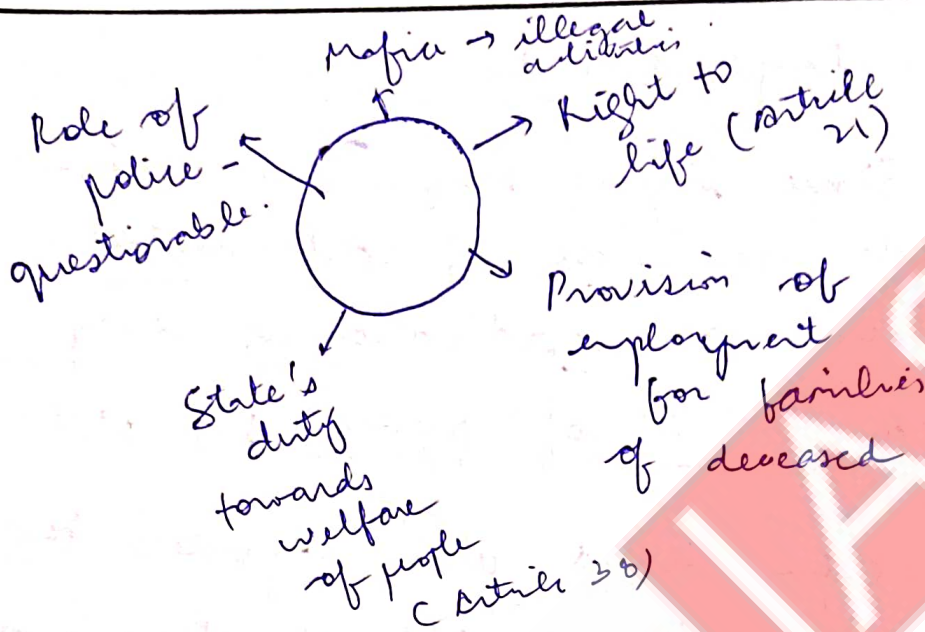 Mafia → illegal
activities.
Right to
life (Article
21)
Role of
police -
questionable.
Provision of
employment
for families
of deceased
State's
duty
towards
welfare
of people
(Article 38)
IAS